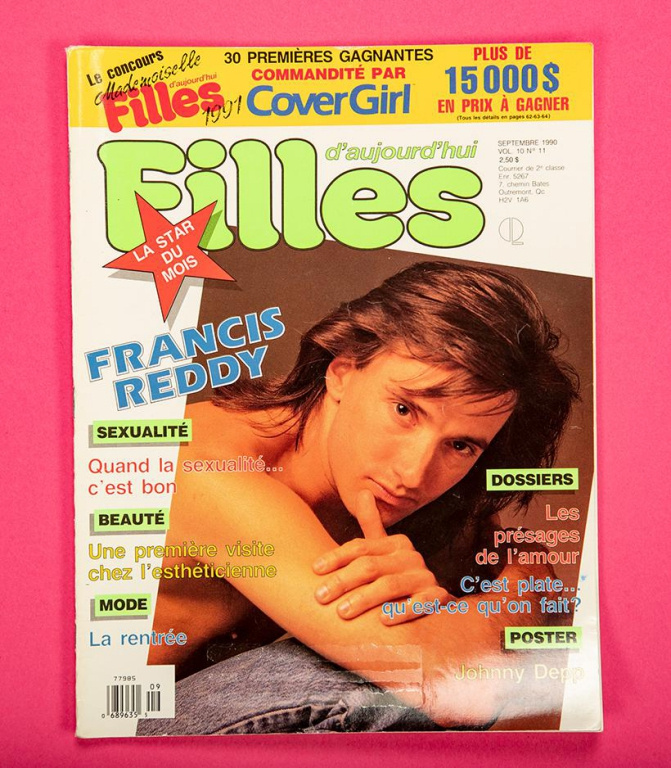 Le concours
Mademoiselle
d'aujourd'hui
Filles
1991
30 PREMIÈRES GAGNANTES
COMMANDITÉ PAR
CoverGirl
PLUS DE
15 000 $
EN PRIX À GAGNER
(Tous les détails en pages 62-63-64)
Filles
d'aujourd'hui
SEPTEMBRE 1990
VOL. 10 N° 11
2,50 $
Courrier de 2e classe
Enr. 5267
7, chemin Bates
Outremont, Qc
H2V 1A6
LA STAR
DU
MOIS
FRANCIS
REDDY
SEXUALITÉ
Quand la sexualité...
c'est bon
BEAUTÉ
Une première visite
chez l'esthéticienne
MODE
La rentrée
DOSSIERS
Les
présages
de l'amour
C'est plate...
qu'est-ce qu'on fait?
POSTER
Johnny Depp
77985
09
0 689635 1